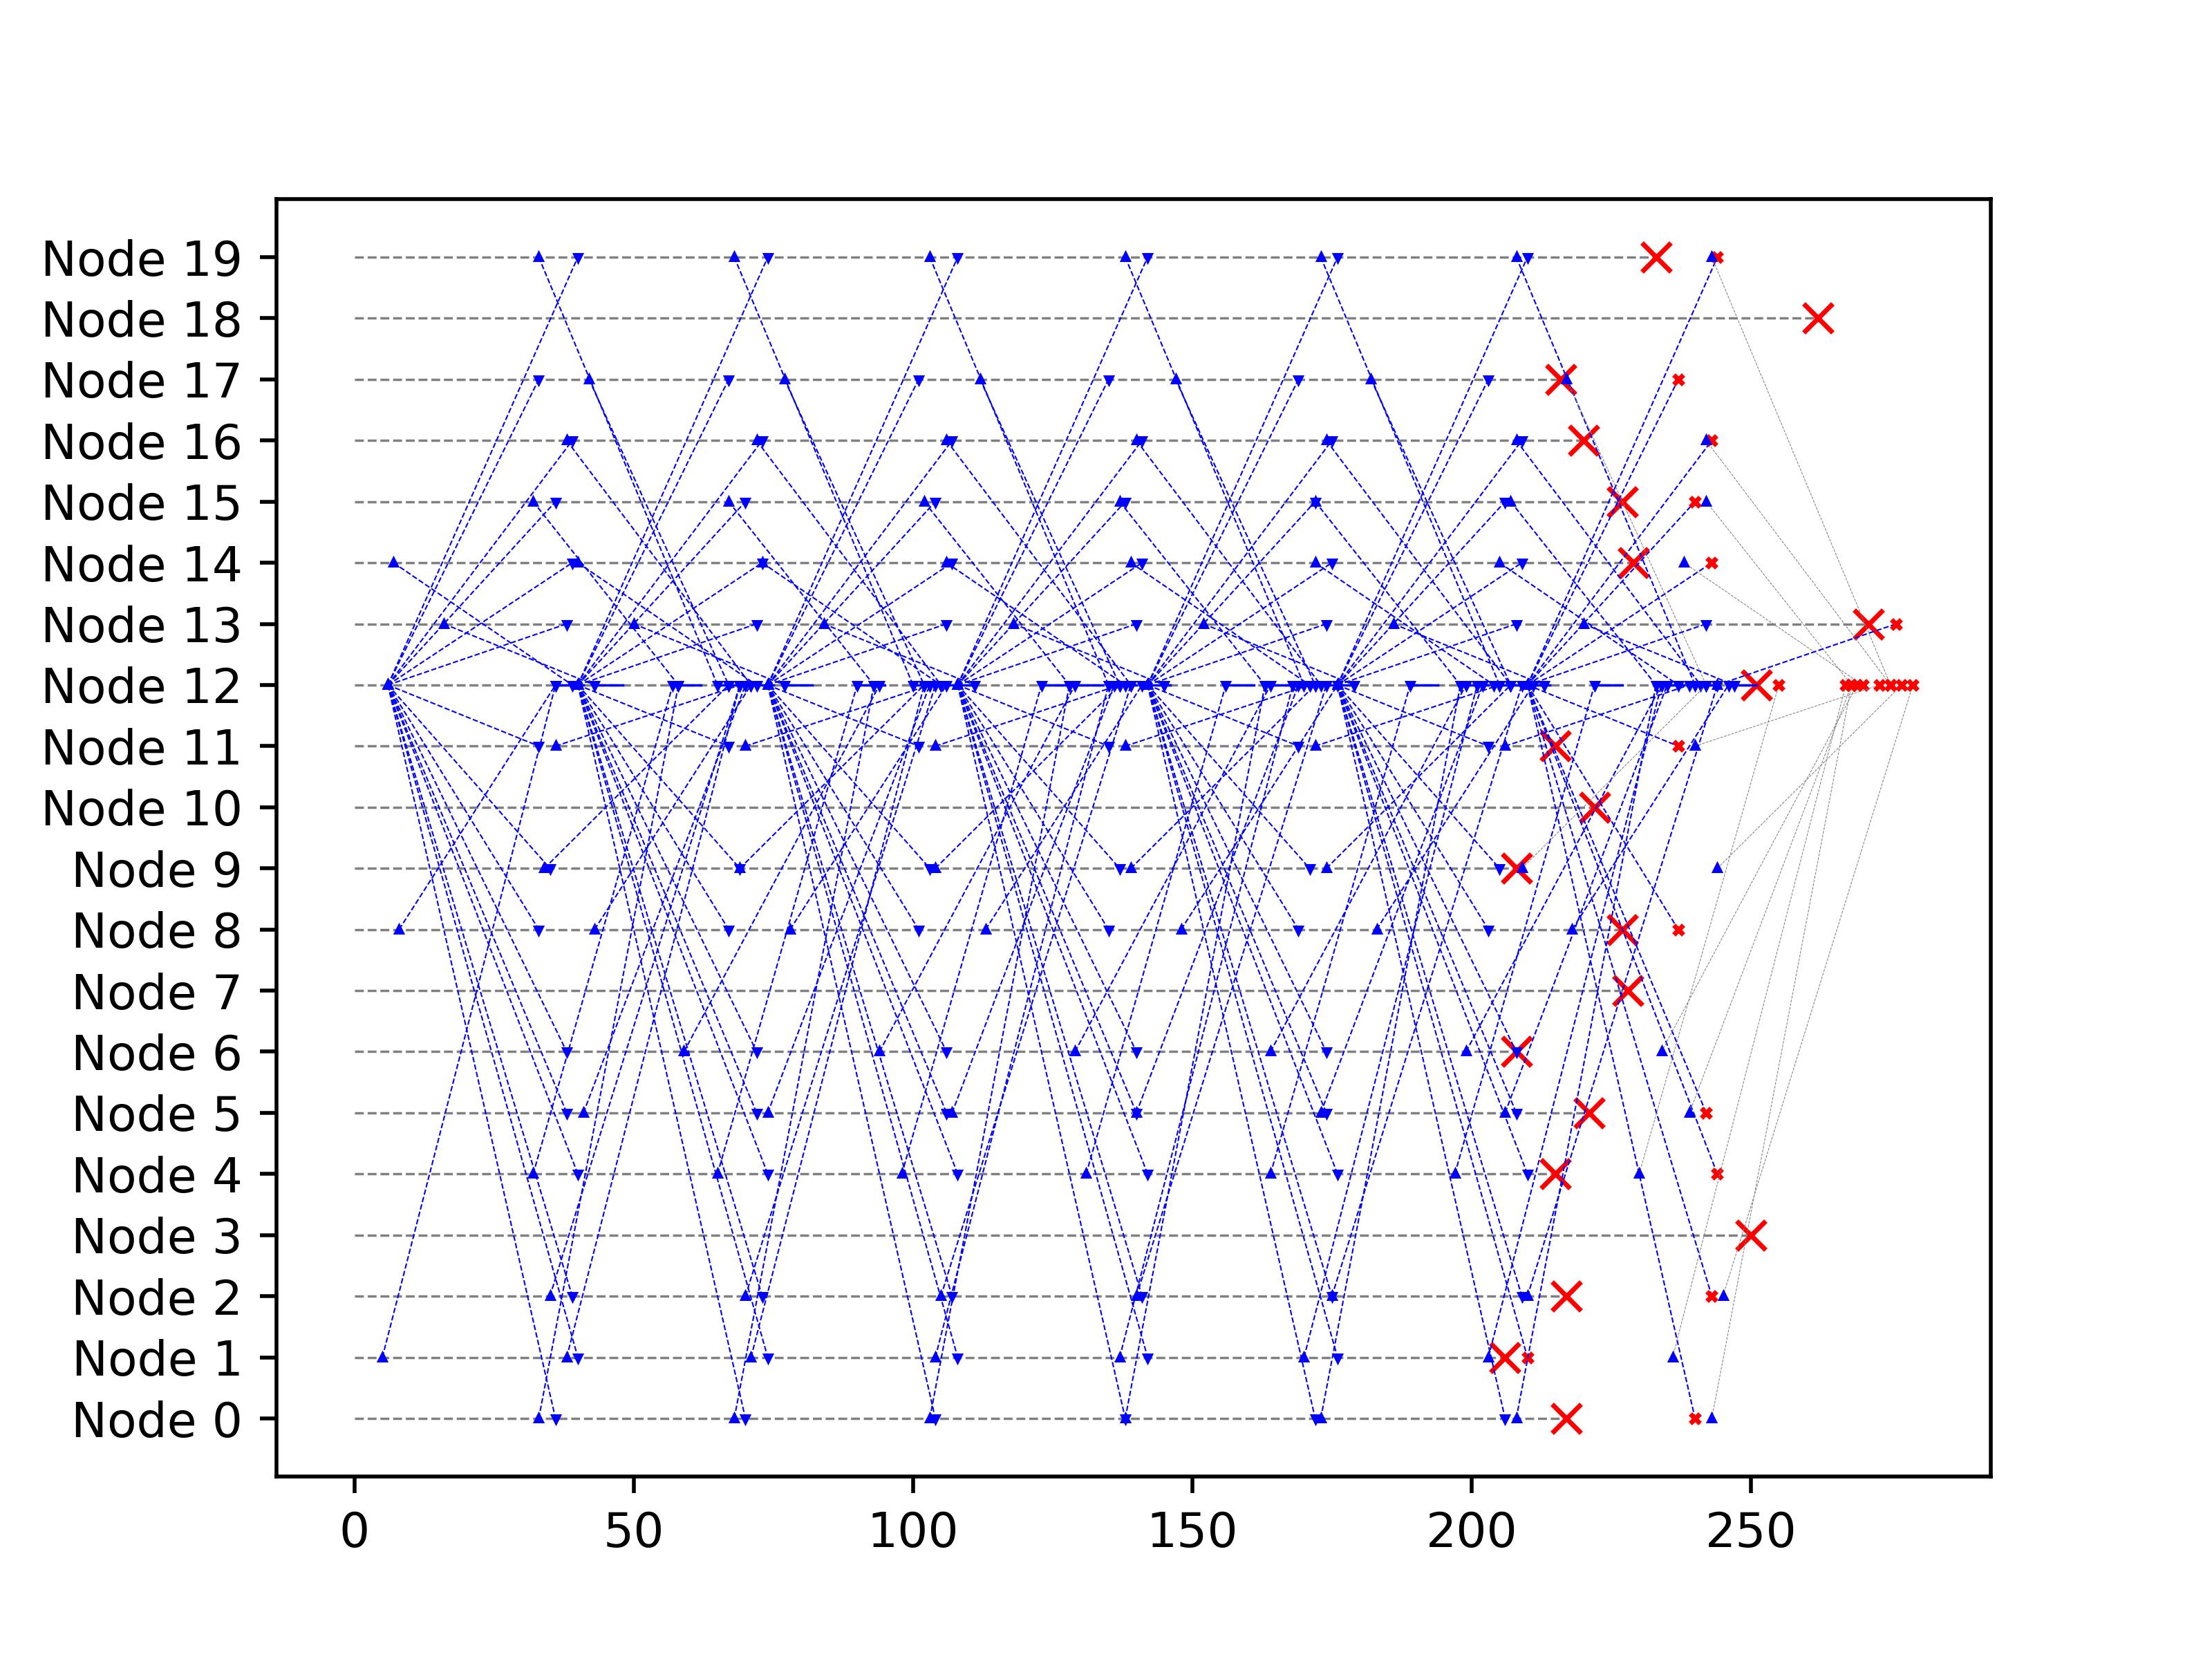 Node 19
Node 18
Node 17
Node 16
Node 15
Node 14
Node 13
Node 12
Node 11
Node 10
Node 9
Node 8
Node 7
Node 6
Node 5
Node 4
Node 3
Node 2
Node 1
Node 0
0 50 100 150 200 250